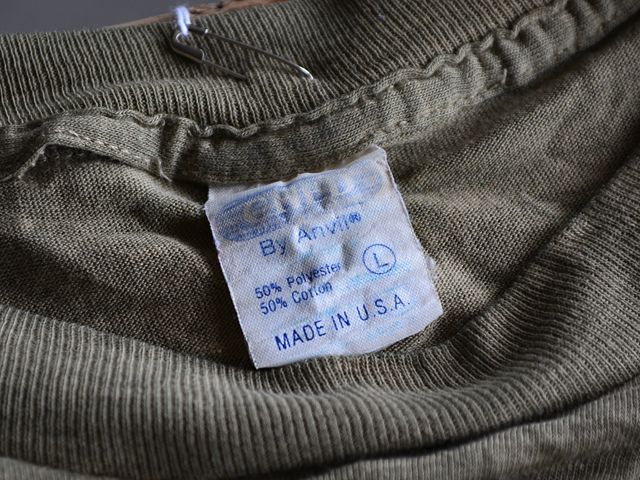 By Anvil®
50% Polyester
50% Cotton
L
MADE IN U.S.A.